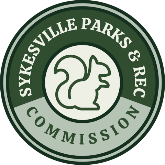 SYKESVILLE PARKS & REC
COMMISSION